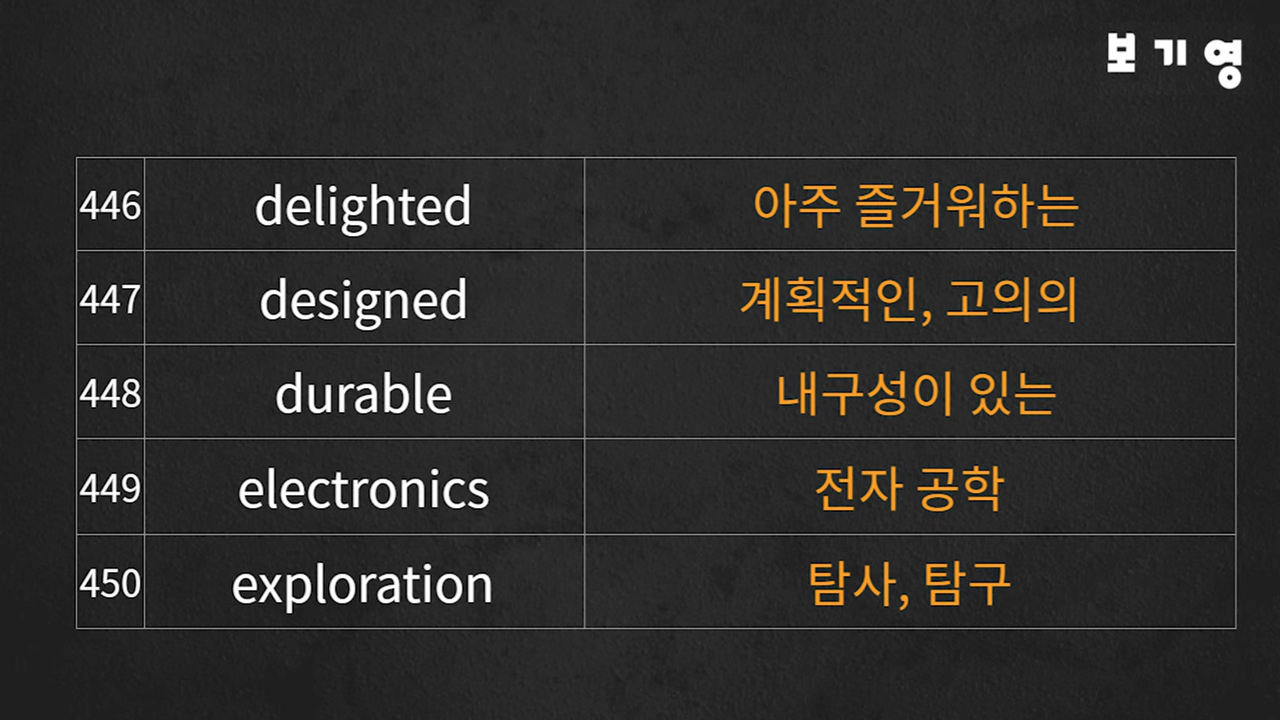 보기영
446 delighted 아주 즐거워하는
447 designed 계획적인, 고의의
448 durable 내구성이 있는
449 electronics 전자 공학
450 exploration 탐사, 탐구